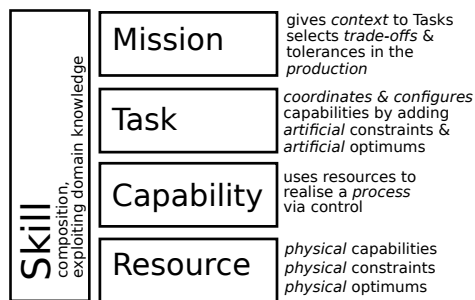 Skill
composition,
exploiting domain knowledge
Mission
gives context to Tasks
selects trade-offs &
tolerances in the
production
Task
coordinates & configures
capabilities by adding
artificial constraints &
artificial optimums
Capability
uses resources to
realise a process
via control
Resource
physical capabilities
physical constraints
physical optimums